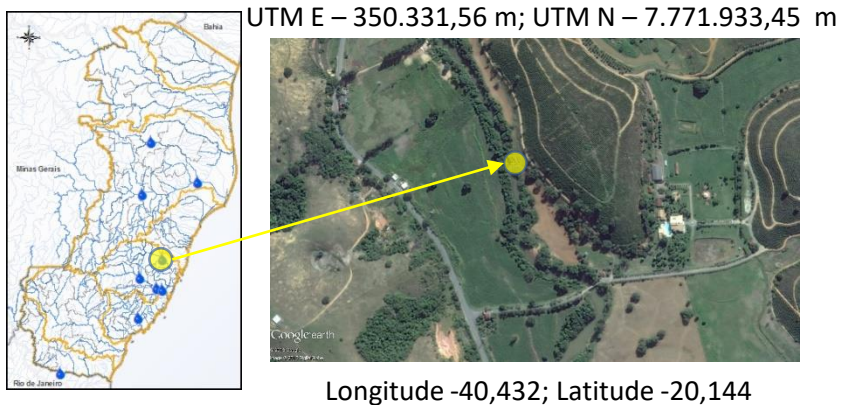 UTM E – 350.331,56 m; UTM N – 7.771.933,45 m
Bahia
Minas Gerais
Rio de Janeiro
Google earth
Longitude -40,432; Latitude -20,144